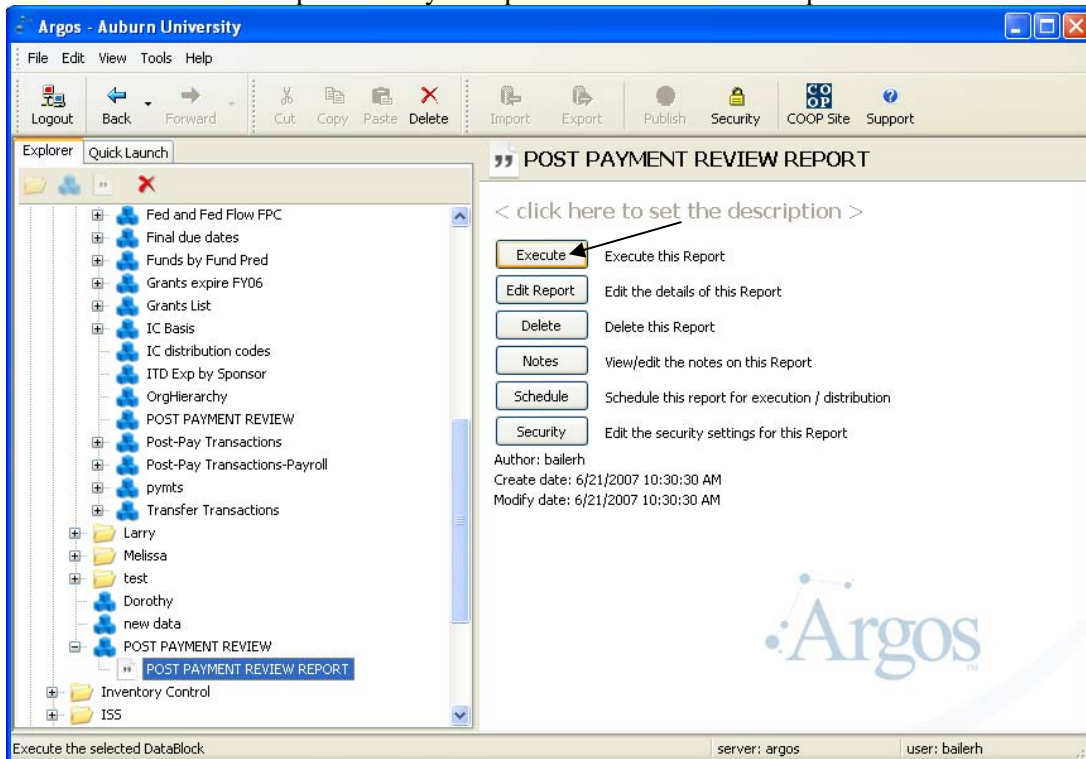 Argos - Auburn University
File Edit View Tools Help
Logout Back Forward Cut Copy Paste Delete Import Export Publish Security COOP Site Support
Explorer Quick Launch
POST PAYMENT REVIEW REPORT
Fed and Fed Flow FPC
Final due dates
Funds by Fund Pred
Grants expire FY06
Grants List
IC Basis
IC distribution codes
ITD Exp by Sponsor
OrgHierarchy
POST PAYMENT REVIEW
Post-Pay Transactions
Post-Pay Transactions-Payroll
pymts
Transfer Transactions
Larry
Melissa
test
Dorothy
new data
POST PAYMENT REVIEW
POST PAYMENT REVIEW REPORT
Inventory Control
ISS
< click here to set the description >
Execute Execute this Report
Edit Report Edit the details of this Report
Delete Delete this Report
Notes View/edit the notes on this Report
Schedule Schedule this report for execution / distribution
Security Edit the security settings for this Report
Author: bailerh
Create date: 6/21/2007 10:30:30 AM
Modify date: 6/21/2007 10:30:30 AM
Argos
Execute the selected DataBlock server: argos user: bailerh